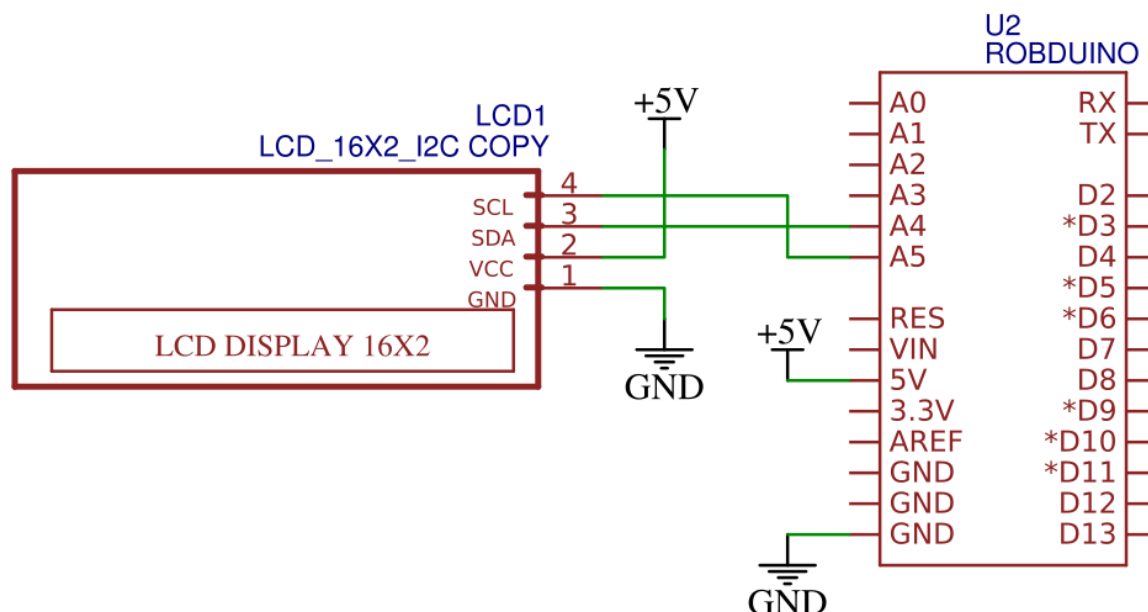 U2
ROBDUINO
+5V
LCD1
LCD_16X2_I2C COPY
4
SCL
3
SDA
2
VCC
1
GND
LCD DISPLAY 16X2
GND
A0 RX
A1 TX
A2
A3 D2
A4 *D3
A5 D4
*D5
RES *D6
VIN D7
+5V
5V D8
3.3V *D9
AREF *D10
GND *D11
GND D12
GND D13
GND